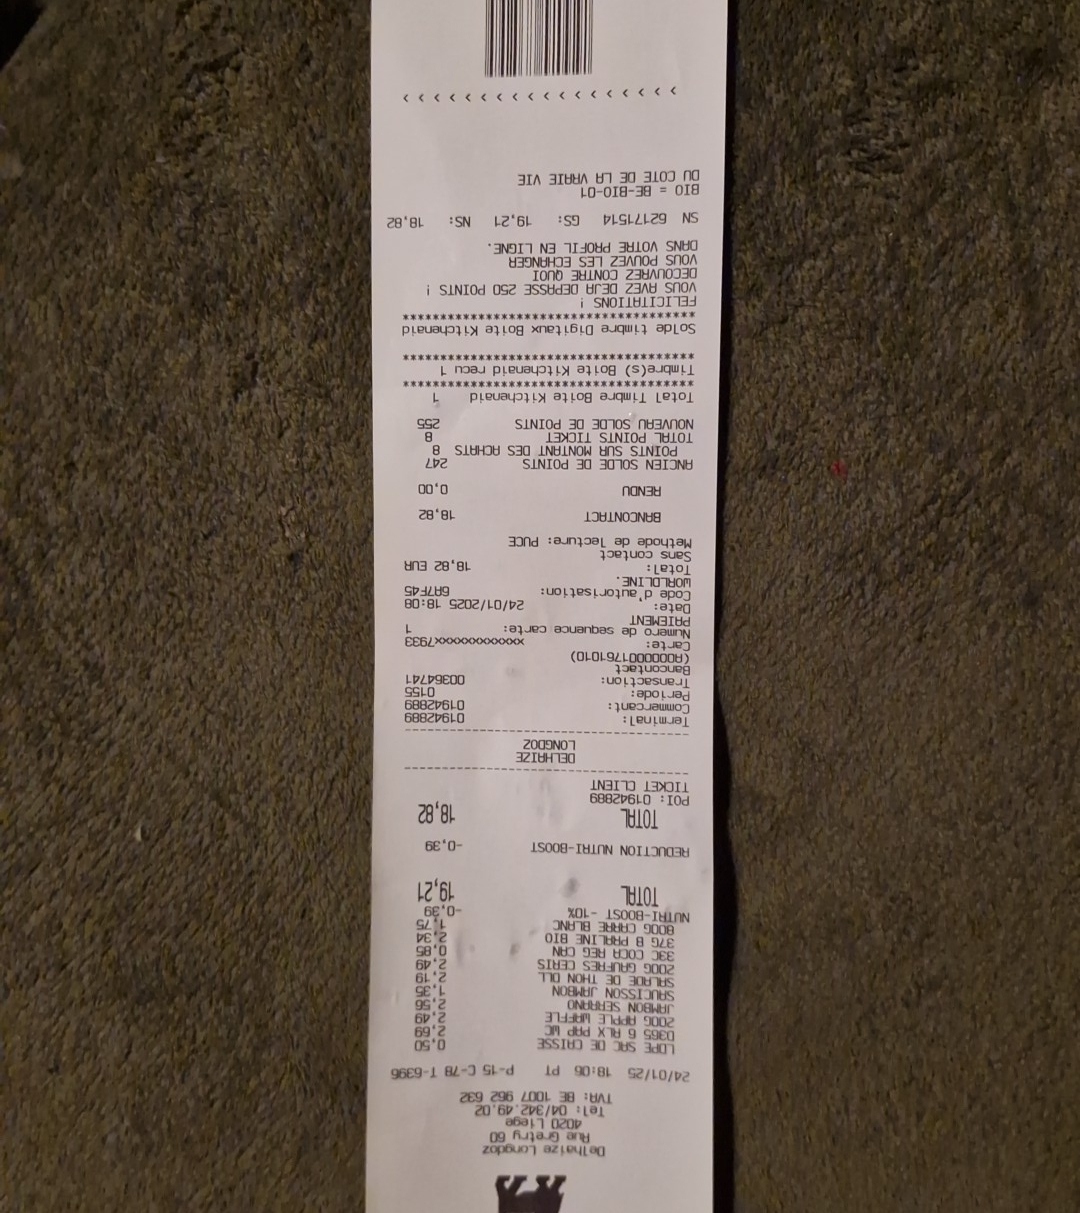 Delhaize Longdoz
Rue Gretry 60
4020 Liege
Tel: 04/342.49.02
TVA: BE 1007 962 632
24/01/25 18:06 PT P-15 C-78 T-6396
LDPE SAC DE CAISSE 0,50
D365 6 ALX PAP WC 2,69
200G APPLE WAFFLE 2,49
JAMBON SERRANO 2,56
SAUCISSON JAMBON 1,35
SALADE DE THON DLL 2,19
200G GAUFRES CERIS 2,49
33C COCA REG CAN 0,85
37G B PRALINE BIO 2,34
800G CARRE BLANC 1,75
NUTRI-BOOST -10% -0,39
TOTAL 19,21
REDUCTION NUTRI-BOOST -0,39
TOTAL 18,82
POI: 01942889
TICKET CLIENT
DELHAIZE
LONGDOZ
Terminal: 01942889
Commercant: 01942889
Periode: 0155
Transaction: 00364741
Bancontact
(A0000001761010)
Carte: xxxxxxxxxxxxx7933
Numero de sequence carte: 1
PAIEMENT
Date: 24/01/2025 18:08
Code d'autorisation: 6A7F45
WORLDLINE.
Total: 18,82 EUR
Sans contact
Methode de lecture: PUCE
BANCONTACT 18,82
RENDU 0,00
ANCIEN SOLDE DE POINTS 247
POINTS SUR MONTANT DES ACHATS 8
TOTAL POINTS TICKET 8
NOUVEAU SOLDE DE POINTS 255
Total Timbre Boite Kitchenaid 1
************************************
Timbre(s) Boite Kitchenaid recu 1
************************************
Solde timbre Digitaux Boite Kitchenaid
************************************
FELICITATIONS !
VOUS AVEZ DEJA DEPASSE 250 POINTS !
DECOUVREZ CONTRE QUOI
VOUS POUVEZ LES ECHANGER
DANS VOTRE PROFIL EN LIGNE.
SN 62171514 GS: 19,21 NS: 18,82
BIO = BE-BIO-01
DU COTE DE LA VRAIE VIE